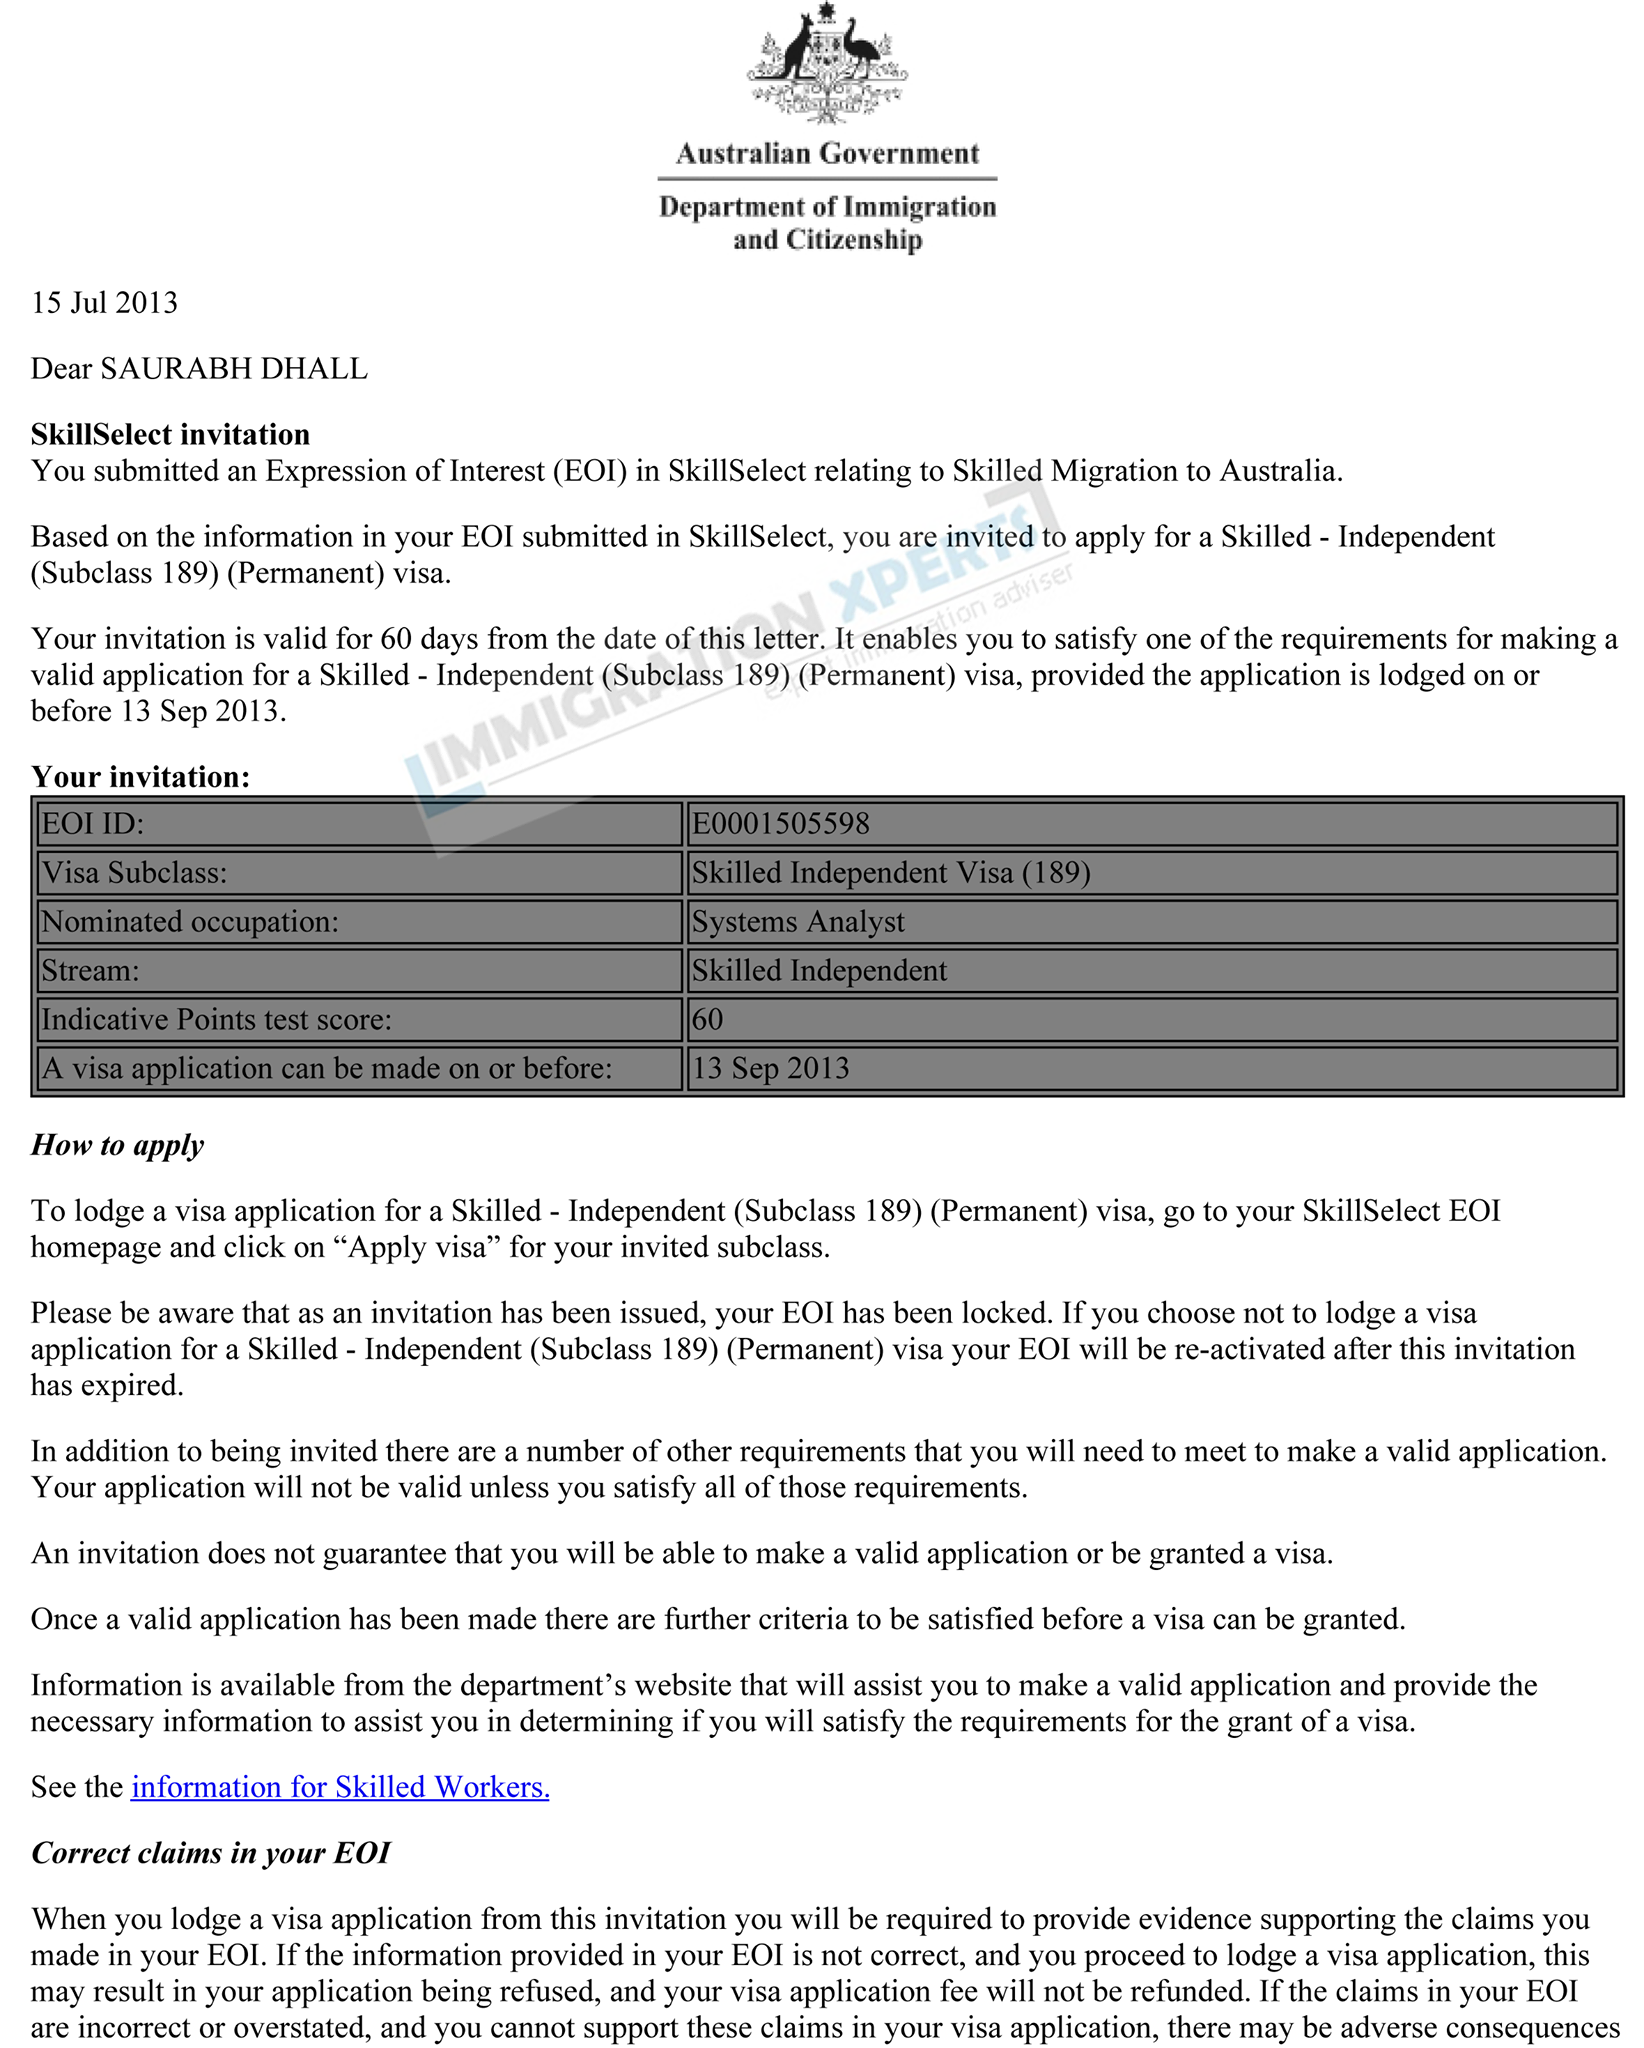 Australian Government
Department of Immigration
and Citizenship
15 Jul 2013
Dear SAURABH DHALL
SkillSelect invitation
You submitted an Expression of Interest (EOI) in SkillSelect relating to Skilled Migration to Australia.
Based on the information in your EOI submitted in SkillSelect, you are invited to apply for a Skilled - Independent
(Subclass 189) (Permanent) visa.
Your invitation is valid for 60 days from the date of this letter. It enables you to satisfy one of the requirements for making a
valid application for a Skilled - Independent (Subclass 189) (Permanent) visa, provided the application is lodged on or
before 13 Sep 2013.
IMMIGRATION XPERTS
expert immigration adviser
Your invitation:
EOI ID: E0001505598
Visa Subclass: Skilled Independent Visa (189)
Nominated occupation: Systems Analyst
Stream: Skilled Independent
Indicative Points test score: 60
A visa application can be made on or before: 13 Sep 2013
How to apply
To lodge a visa application for a Skilled - Independent (Subclass 189) (Permanent) visa, go to your SkillSelect EOI
homepage and click on “Apply visa” for your invited subclass.
Please be aware that as an invitation has been issued, your EOI has been locked. If you choose not to lodge a visa
application for a Skilled - Independent (Subclass 189) (Permanent) visa your EOI will be re-activated after this invitation
has expired.
In addition to being invited there are a number of other requirements that you will need to meet to make a valid application.
Your application will not be valid unless you satisfy all of those requirements.
An invitation does not guarantee that you will be able to make a valid application or be granted a visa.
Once a valid application has been made there are further criteria to be satisfied before a visa can be granted.
Information is available from the department’s website that will assist you to make a valid application and provide the
necessary information to assist you in determining if you will satisfy the requirements for the grant of a visa.
See the information for Skilled Workers.
Correct claims in your EOI
When you lodge a visa application from this invitation you will be required to provide evidence supporting the claims you
made in your EOI. If the information provided in your EOI is not correct, and you proceed to lodge a visa application, this
may result in your application being refused, and your visa application fee will not be refunded. If the claims in your EOI
are incorrect or overstated, and you cannot support these claims in your visa application, there may be adverse consequences